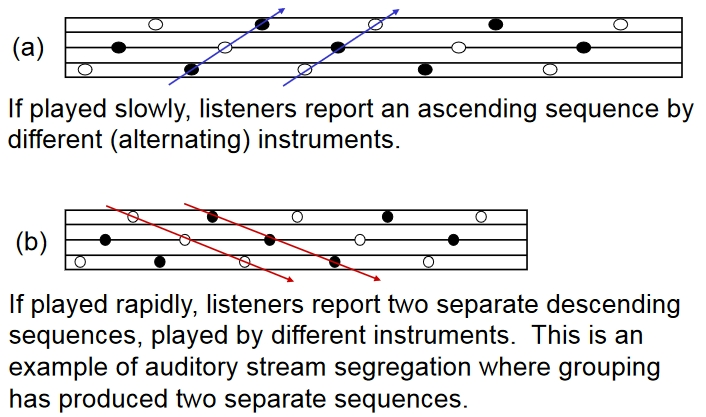 (a)
If played slowly, listeners report an ascending sequence by
different (alternating) instruments.
(b)
If played rapidly, listeners report two separate descending
sequences, played by different instruments.  This is an
example of auditory stream segregation where grouping
has produced two separate sequences.